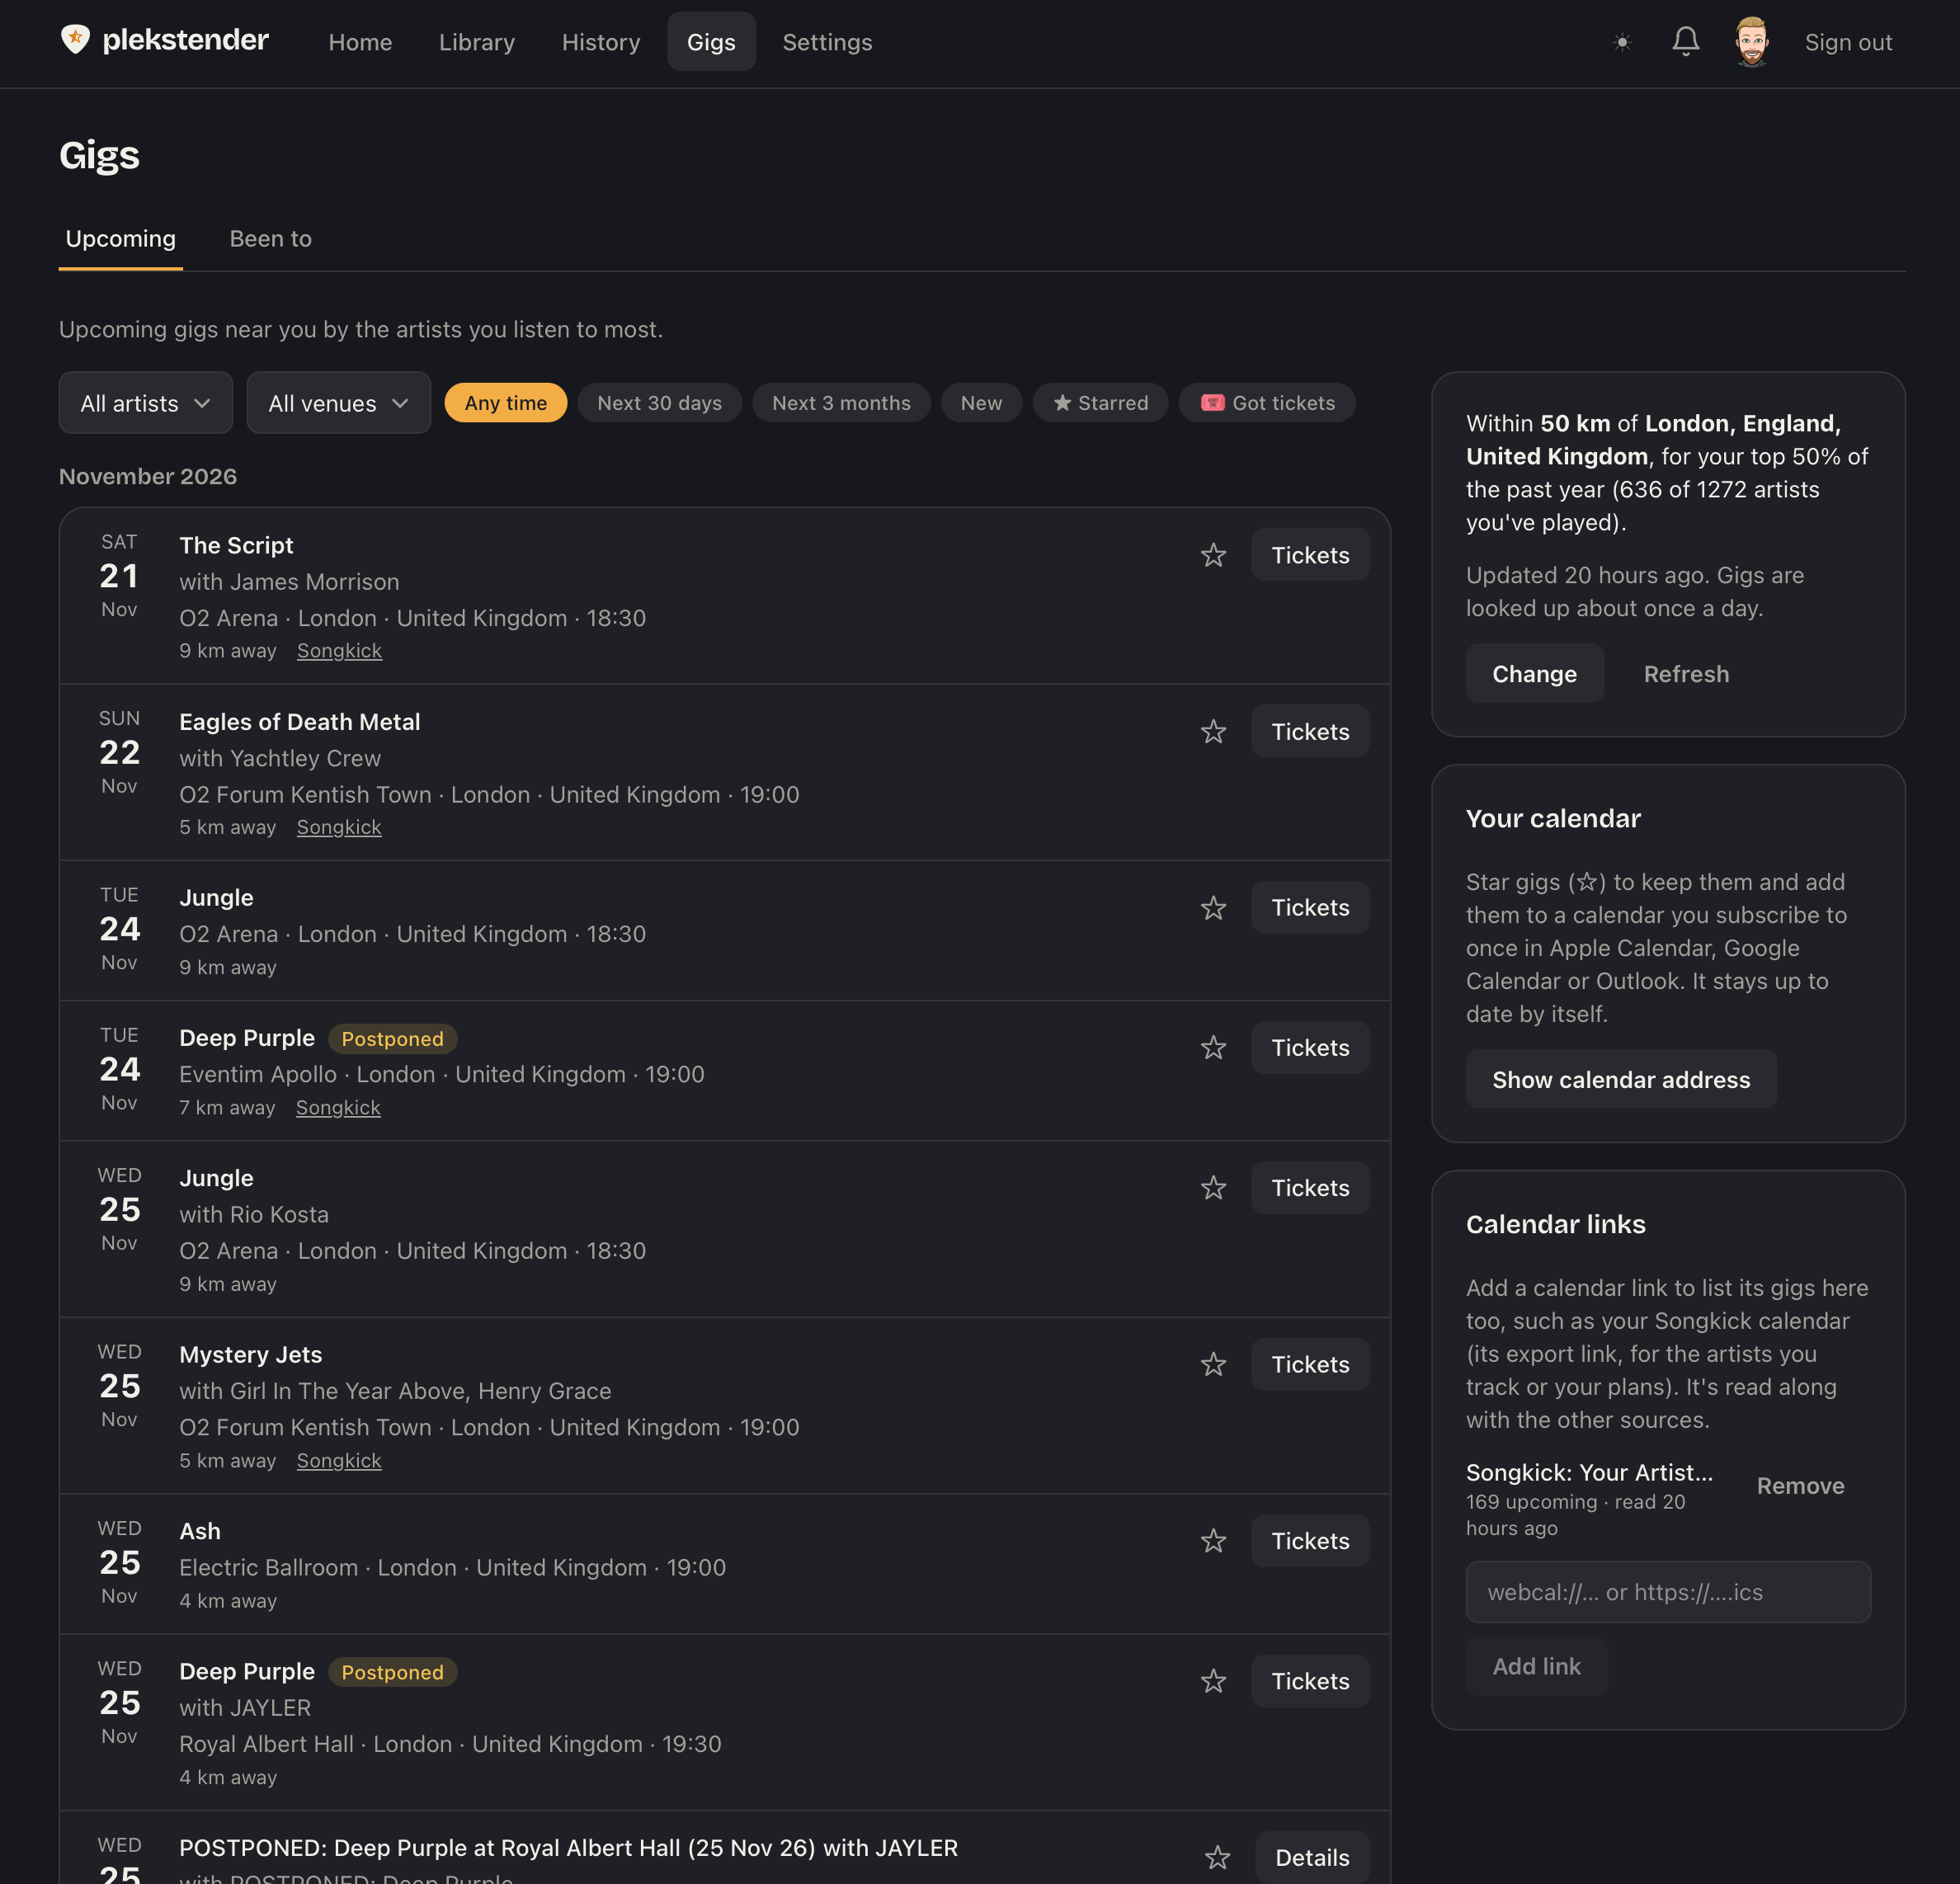 plekstender
Home
Library
History
Gigs
Settings
Sign out
Gigs
Upcoming
Been to
Upcoming gigs near you by the artists you listen to most.
All artists
All venues
Any time
Next 30 days
Next 3 months
New
★ Starred
Got tickets
November 2026
SAT
21
Nov
The Script
with James Morrison
O2 Arena · London · United Kingdom · 18:30
9 km away Songkick
Tickets
SUN
22
Nov
Eagles of Death Metal
with Yachtley Crew
O2 Forum Kentish Town · London · United Kingdom · 19:00
5 km away Songkick
Tickets
TUE
24
Nov
Jungle
O2 Arena · London · United Kingdom · 18:30
9 km away
Tickets
TUE
24
Nov
Deep Purple Postponed
Eventim Apollo · London · United Kingdom · 19:00
7 km away Songkick
Tickets
WED
25
Nov
Jungle
with Rio Kosta
O2 Arena · London · United Kingdom · 18:30
9 km away
Tickets
WED
25
Nov
Mystery Jets
with Girl In The Year Above, Henry Grace
O2 Forum Kentish Town · London · United Kingdom · 19:00
5 km away Songkick
Tickets
WED
25
Nov
Ash
Electric Ballroom · London · United Kingdom · 19:00
4 km away
Tickets
WED
25
Nov
Deep Purple Postponed
with JAYLER
Royal Albert Hall · London · United Kingdom · 19:30
4 km away
Tickets
WED
25
POSTPONED: Deep Purple at Royal Albert Hall (25 Nov 26) with JAYLER
with POSTPONED: Deep Purple
Details
Within 50 km of London, England,
United Kingdom, for your top 50% of
the past year (636 of 1272 artists
you've played).
Updated 20 hours ago. Gigs are
looked up about once a day.
Change
Refresh
Your calendar
Star gigs (☆) to keep them and add
them to a calendar you subscribe to
once in Apple Calendar, Google
Calendar or Outlook. It stays up to
date by itself.
Show calendar address
Calendar links
Add a calendar link to list its gigs here
too, such as your Songkick calendar
(its export link, for the artists you
track or your plans). It's read along
with the other sources.
Songkick: Your Artist...
169 upcoming · read 20
hours ago
Remove
webcal://... or https://....ics
Add link